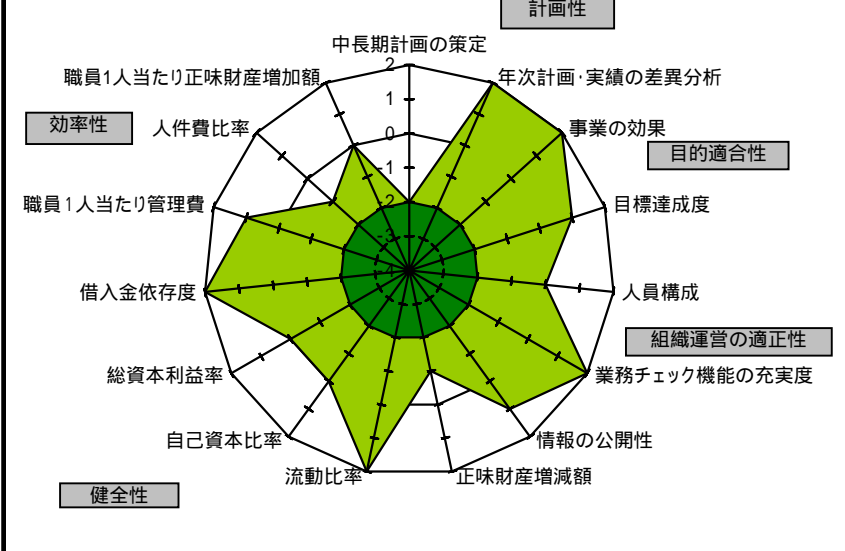 計画性
中長期計画の策定
職員1人当たり正味財産増加額
年次計画・実績の差異分析
効率性
人件費比率
事業の効果
目的適合性
職員1人当たり管理費
目標達成度
借入金依存度
人員構成
組織運営の適正性
総資本利益率
業務チェック機能の充実度
自己資本比率
情報の公開性
流動比率
正味財産増減額
健全性
2
1
0
-1
-2
-3
-4